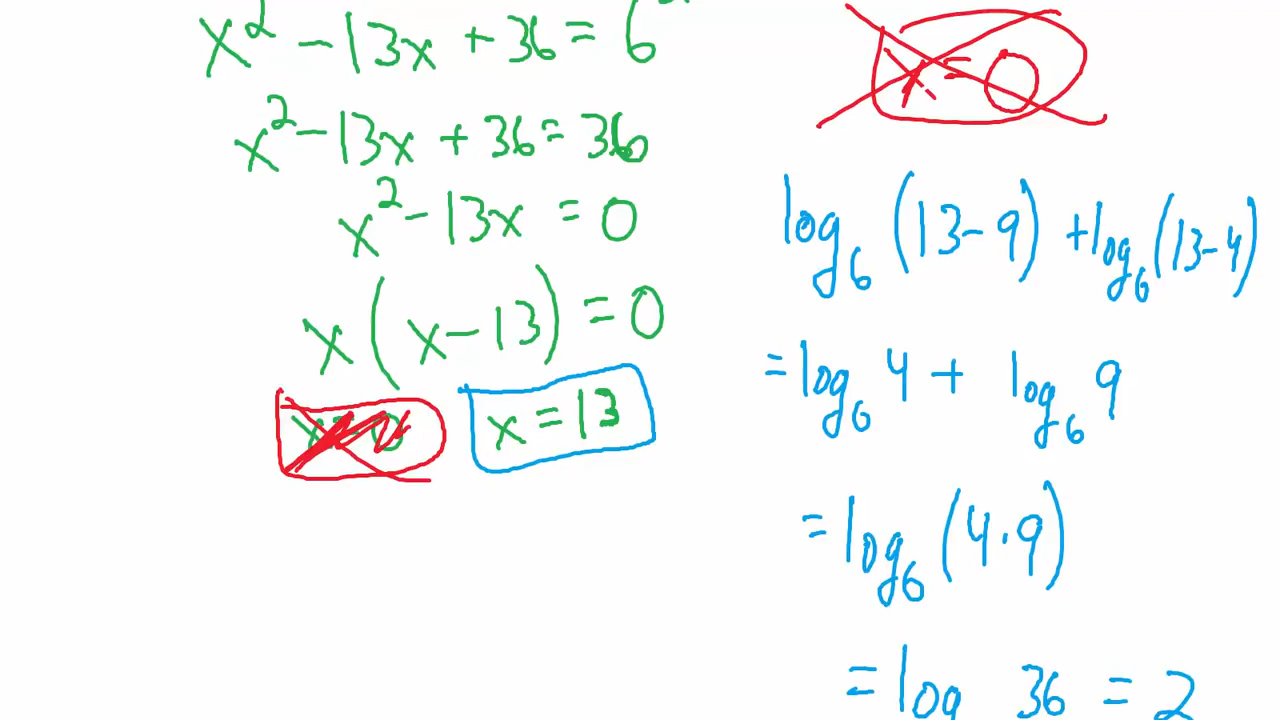 x² - 13x + 36 = 6
x² - 13x + 36 = 36
x² - 13x = 0
x(x - 13) = 0
x = 13
x = 0
log₆(13 - 9) + log₆(13 - 4)
= log₆ 4 + log₆ 9
= log₆(4 · 9)
= log 36 = 2